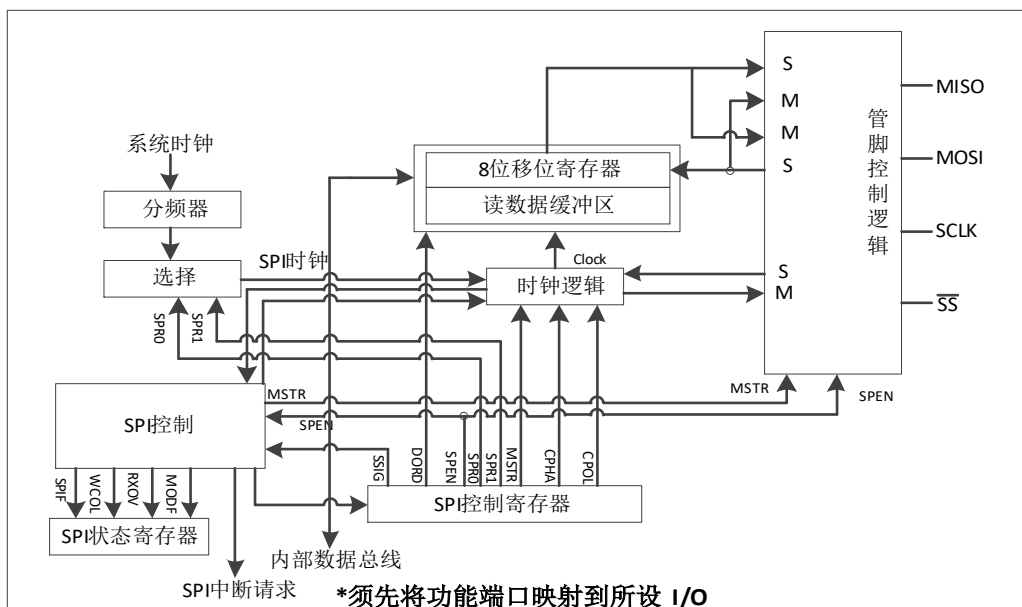 S
M
M
S
S
M
管脚控制逻辑
MISO
MOSI
SCLK
SS
系统时钟
分频器
选择
SPI时钟
SPR0
SPR1
8位移位寄存器
读数据缓冲区
Clock
时钟逻辑
MSTR
SPEN
MSTR
SPEN
SPI控制
SSIG
DORD
SPEN
SPR0
SPR1
MSTR
CPHA
CPOL
SPI控制寄存器
SPIF
WCOL
RXOV
MODF
SPI状态寄存器
SPI中断请求
内部数据总线
*须先将功能端口映射到所设 I/O